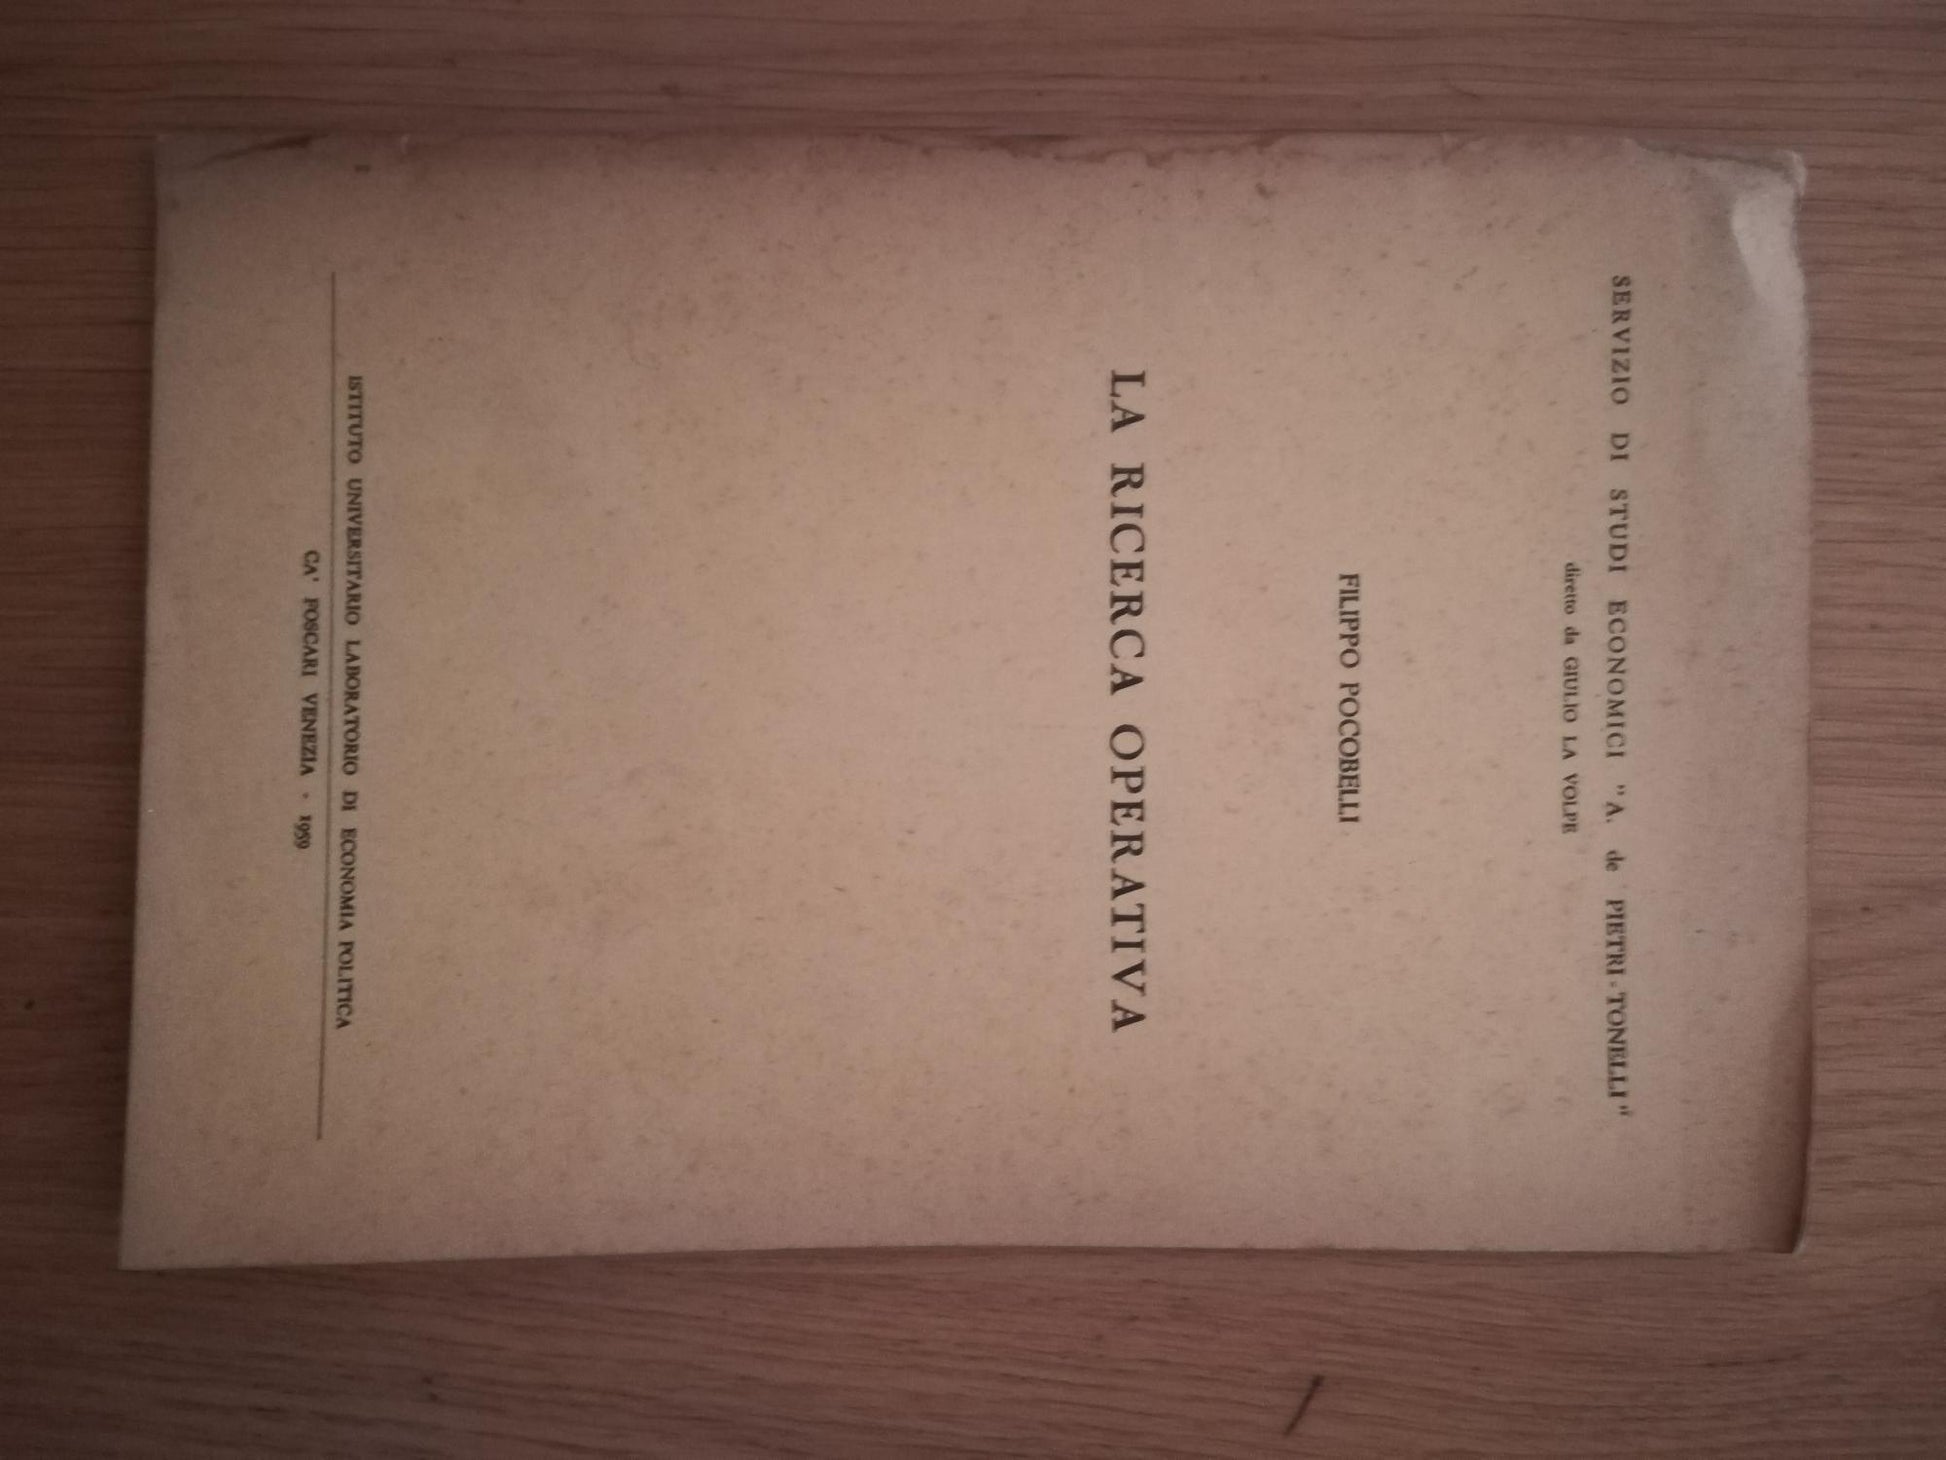 SERVIZIO DI STUDI ECONOMICI "A. de PIETRI-TONELLI"
diretto da GIULIO LA VOLPE
FILIPPO POCOBELLI
LA RICERCA OPERATIVA
ISTITUTO UNIVERSITARIO LABORATORIO DI ECONOMIA POLITICA
CA' FOSCARI VENEZIA - 1959